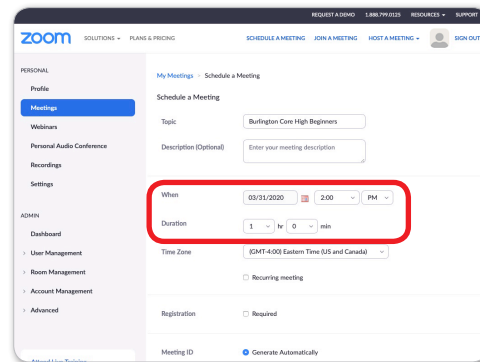 REQUEST A DEMO 1.888.799.0125 RESOURCES SUPPORT
zoom SOLUTIONS PLANS & PRICING SCHEDULE A MEETING JOIN A MEETING HOST A MEETING SIGN OUT
PERSONAL
Profile
Meetings
Webinars
Personal Audio Conference
Recordings
Settings
ADMIN
Dashboard
> User Management
> Room Management
> Account Management
> Advanced
Attend Live Training
My Meetings > Schedule a Meeting
Schedule a Meeting
Topic Burlington Core High Beginners
Description (Optional) Enter your meeting description
When 03/31/2020 2:00 PM
Duration 1 hr 0 min
Time Zone (GMT-4:00) Eastern Time (US and Canada)
Recurring meeting
Registration Required
Meeting ID Generate Automatically